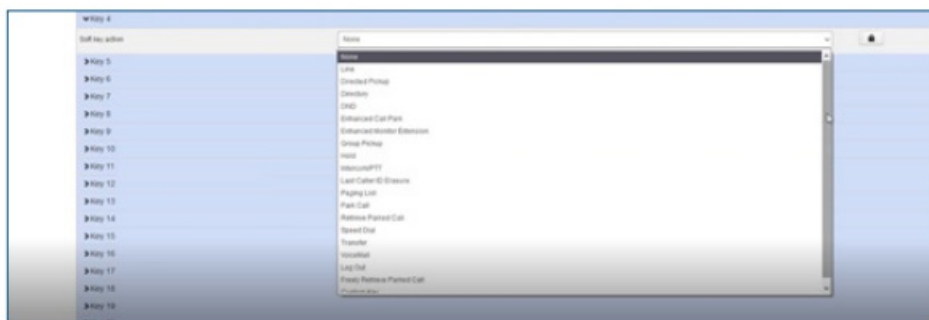 Key 4
Soft key action
None
None
Line
Directed Pickup
Directory
DND
Enhanced Call Park
Enhanced Monitor Extension
Group Pickup
Hold
Intercom/PTT
Last Caller ID Erasure
Paging List
Park Call
Retrieve Parked Call
Speed Dial
Transfer
VoiceMail
Log Out
Freely Retrieve Parked Call
Custom Key
Key 5
Key 6
Key 7
Key 8
Key 9
Key 10
Key 11
Key 12
Key 13
Key 14
Key 15
Key 16
Key 17
Key 18
Key 19